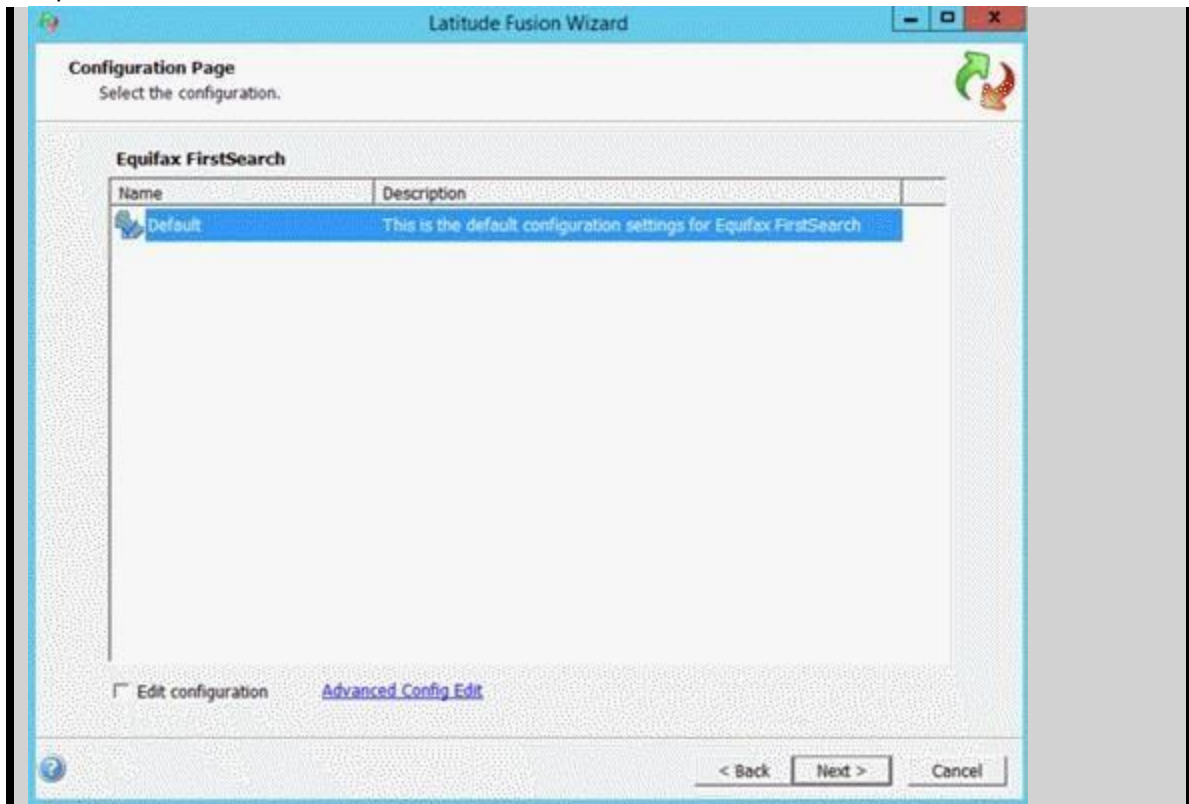 Latitude Fusion Wizard
Configuration Page
Select the configuration.
Equifax FirstSearch
Name Description
Default This is the default configuration settings for Equifax FirstSearch
Edit configuration Advanced Config Edit
< Back Next > Cancel